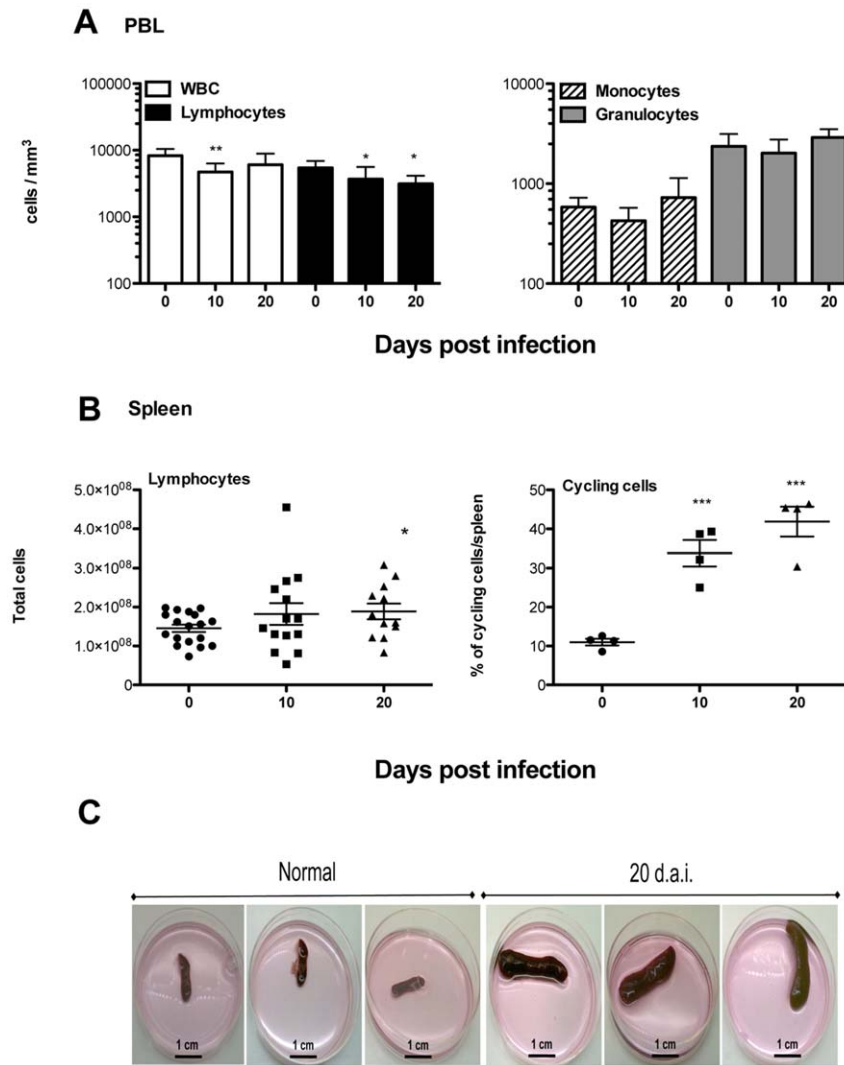 A PBL
cells / mm³
100000
10000
1000
100
WBC
Lymphocytes
**
*
*
0 10 20 0 10 20
10000
1000
100
Monocytes
Granulocytes
0 10 20 0 10 20
Days post infection
B Spleen
Total cells
5.0×10⁰⁸
4.0×10⁰⁸
3.0×10⁰⁸
2.0×10⁰⁸
1.0×10⁰⁸
0
Lymphocytes
*
0 10 20
% of cycling cells/spleen
50
40
30
20
10
0
Cycling cells
***
***
0 10 20
Days post infection
C
Normal
20 d.a.i.
1 cm
1 cm
1 cm
1 cm
1 cm
1 cm